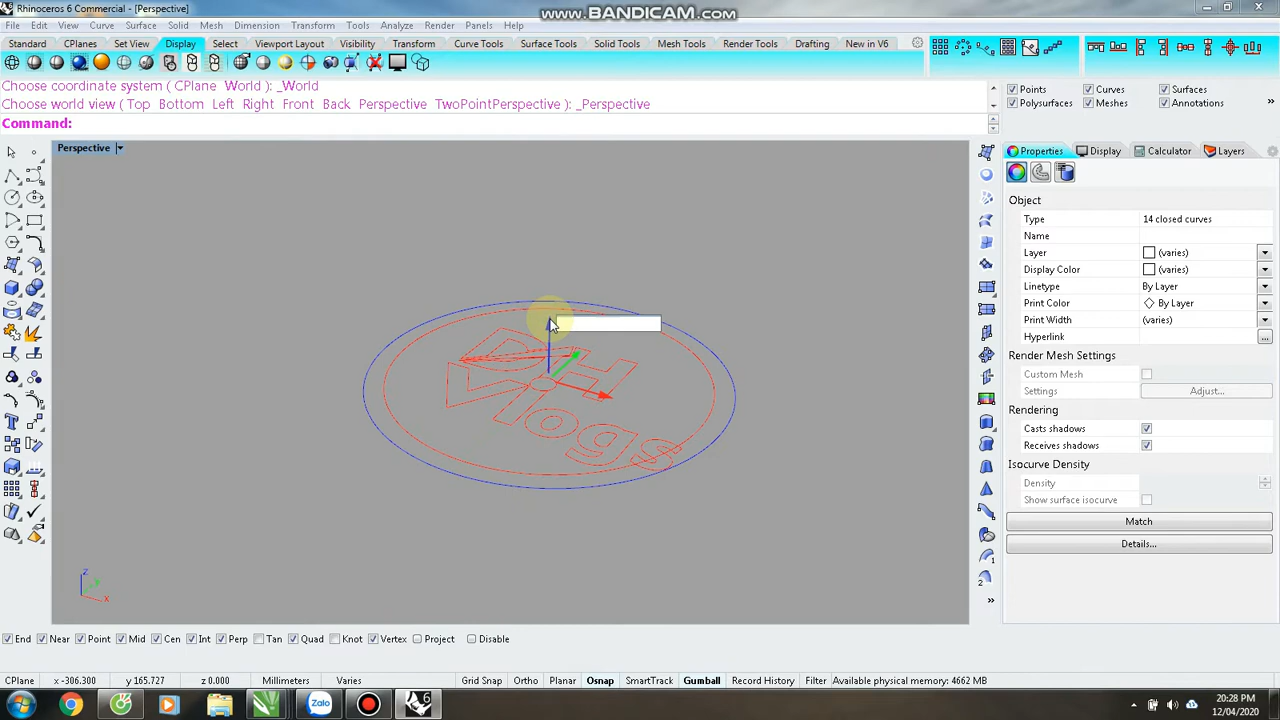 Rhinoceros 6 Commercial - [Perspective]
www.BANDICAM.com
File Edit View Curve Surface Solid Mesh Dimension Transform Tools Analyze Render Panels Help
Standard CPlanes Set View Display Select Viewport Layout Visibility Transform Curve Tools Surface Tools Solid Tools Mesh Tools Render Tools Drafting New in V6
Choose coordinate system ( CPlane World ): _World
Choose world view ( Top Bottom Left Right Front Back Perspective TwoPointPerspective ): _Perspective
Command:
Points Curves Surfaces
Polysurfaces Meshes Annotations
Perspective
Properties Display Calculator Layers
Object
Type 14 closed curves
Name
Layer (varies)
Display Color (varies)
Linetype By Layer
Print Color By Layer
Print Width (varies)
Hyperlink
Render Mesh Settings
Custom Mesh
Settings Adjust...
Rendering
Casts shadows
Receives shadows
Isocurve Density
Density
Show surface isocurve
Match
Details...
Vlogs
z
y
x
End Near Point Mid Cen Int Perp Tan Quad Knot Vertex Project Disable
CPlane x -306.300 y 165.727 z 0.000 Millimeters Varies Grid Snap Ortho Planar Osnap SmartTrack Gumball Record History Filter Available physical memory: 4662 MB
Zalo
6
20:28 PM
12/04/2020